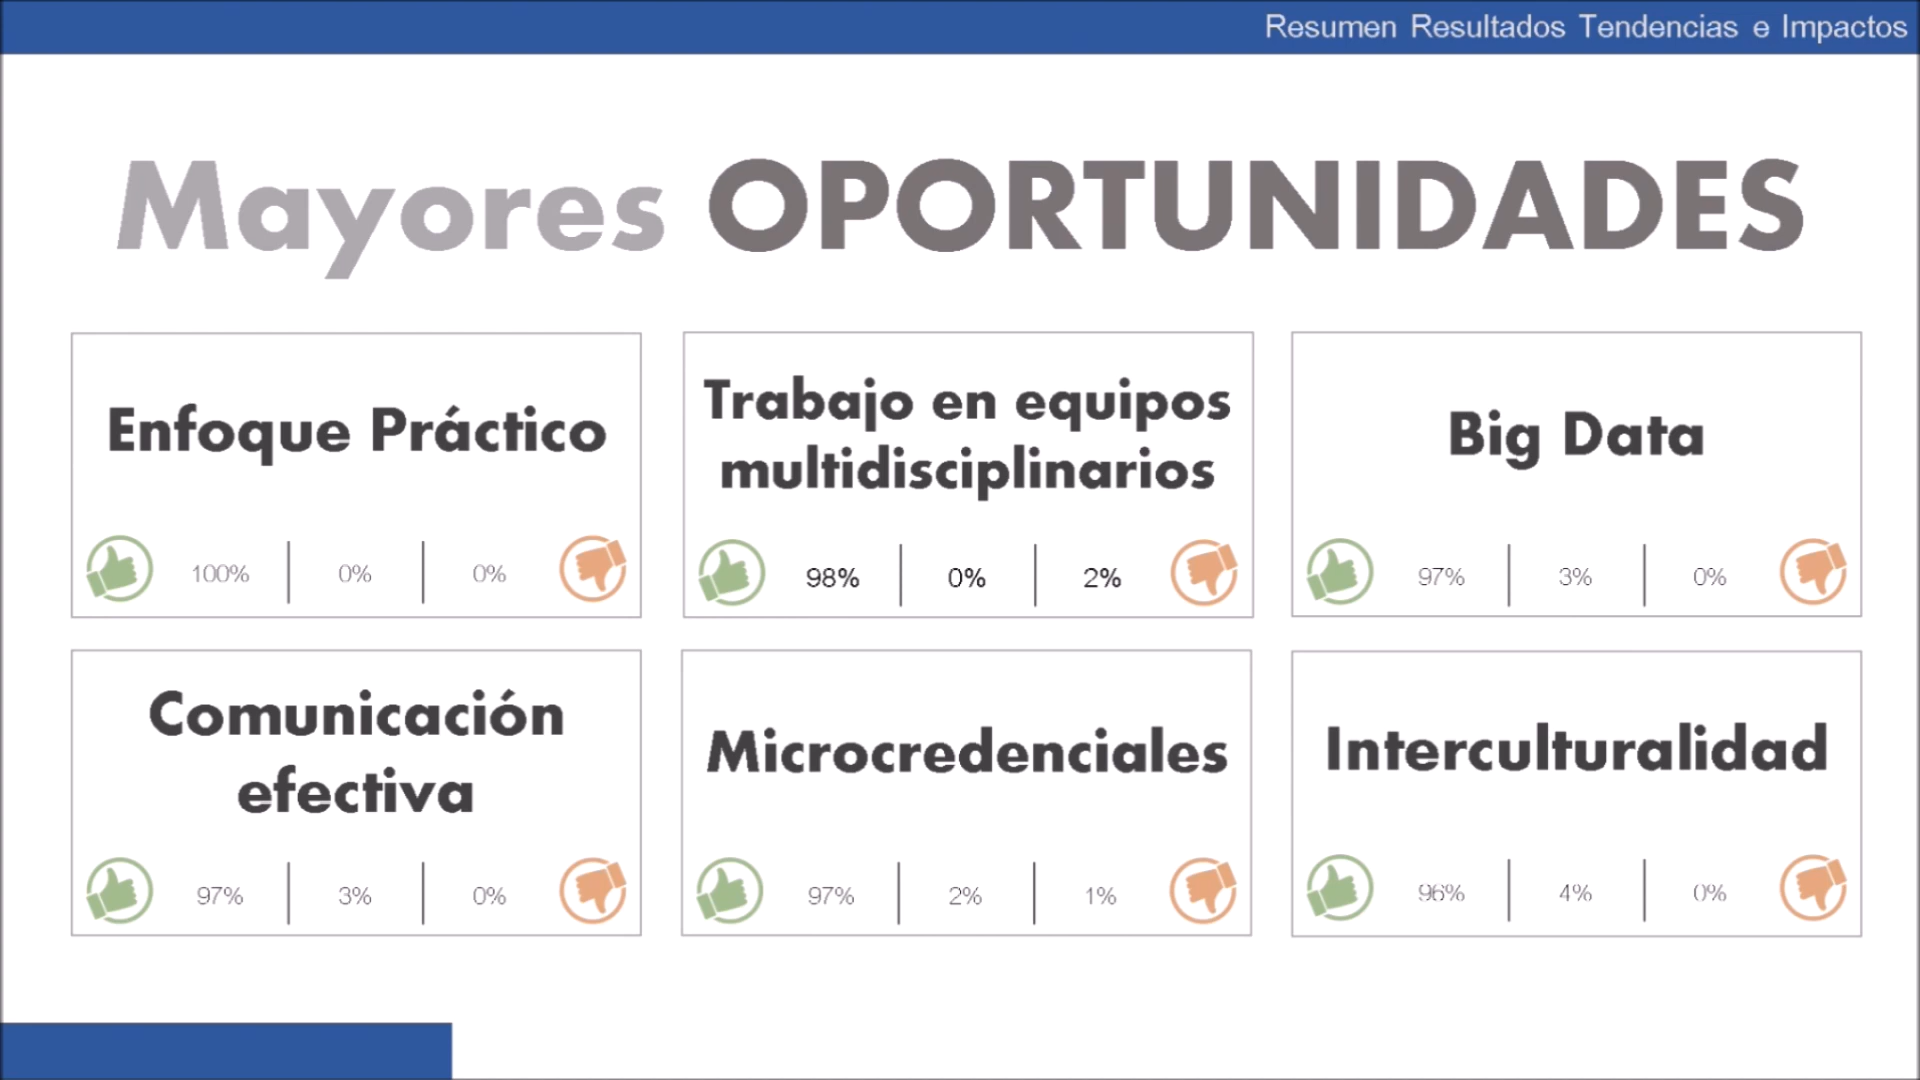 Resumen Resultados Tendencias e Impactos
Mayores OPORTUNIDADES
Enfoque Práctico
100% 0% 0%
Trabajo en equipos
multidisciplinarios
98% 0% 2%
Big Data
97% 3% 0%
Comunicación
efectiva
97% 3% 0%
Microcredenciales
97% 2% 1%
Interculturalidad
96% 4% 0%